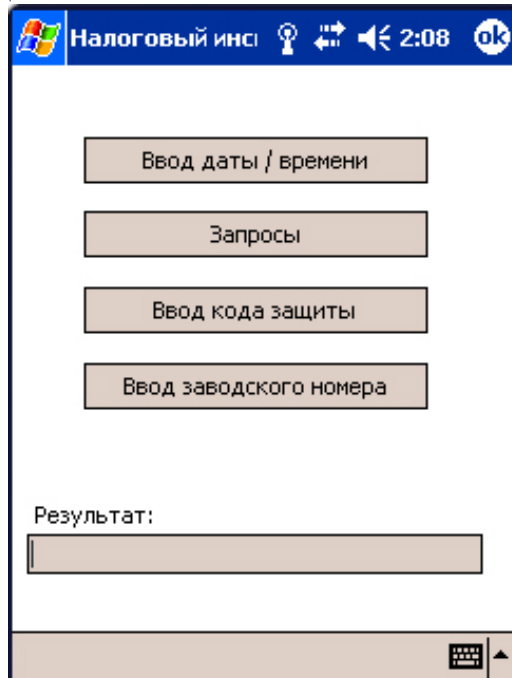 Налоговый инс
2:08
ok
Ввод даты / времени
Запросы
Ввод кода защиты
Ввод заводского номера
Результат: